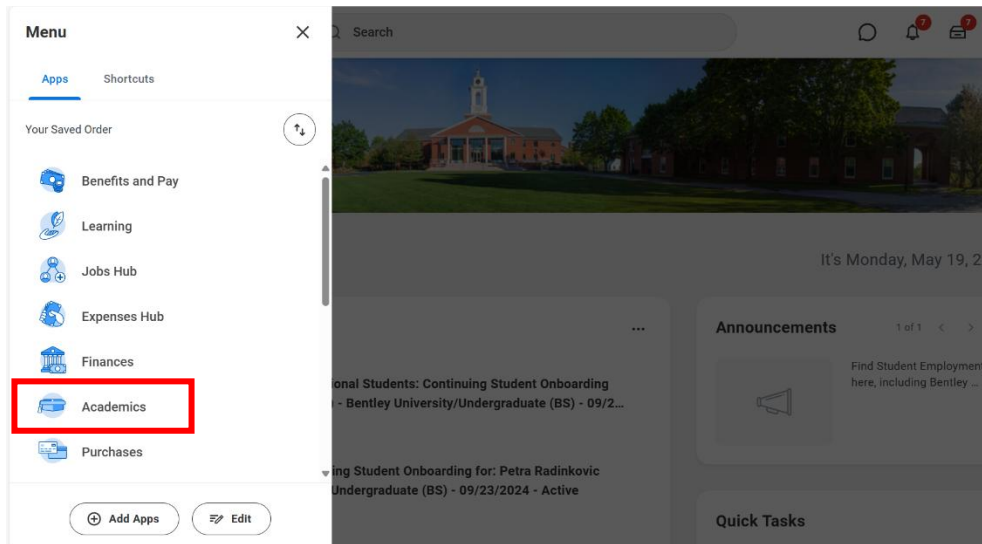 Menu
Search
7
7
Apps
Shortcuts
Your Saved Order
Benefits and Pay
Learning
Jobs Hub
Expenses Hub
Finances
Academics
Purchases
Add Apps
Edit
It's Monday, May 19, 2
ional Students: Continuing Student Onboarding
- Bentley University/Undergraduate (BS) - 09/2...
ing Student Onboarding for: Petra Radinkovic
Undergraduate (BS) - 09/23/2024 - Active
Announcements
1 of 1
Find Student Employment
here, including Bentley ...
Quick Tasks